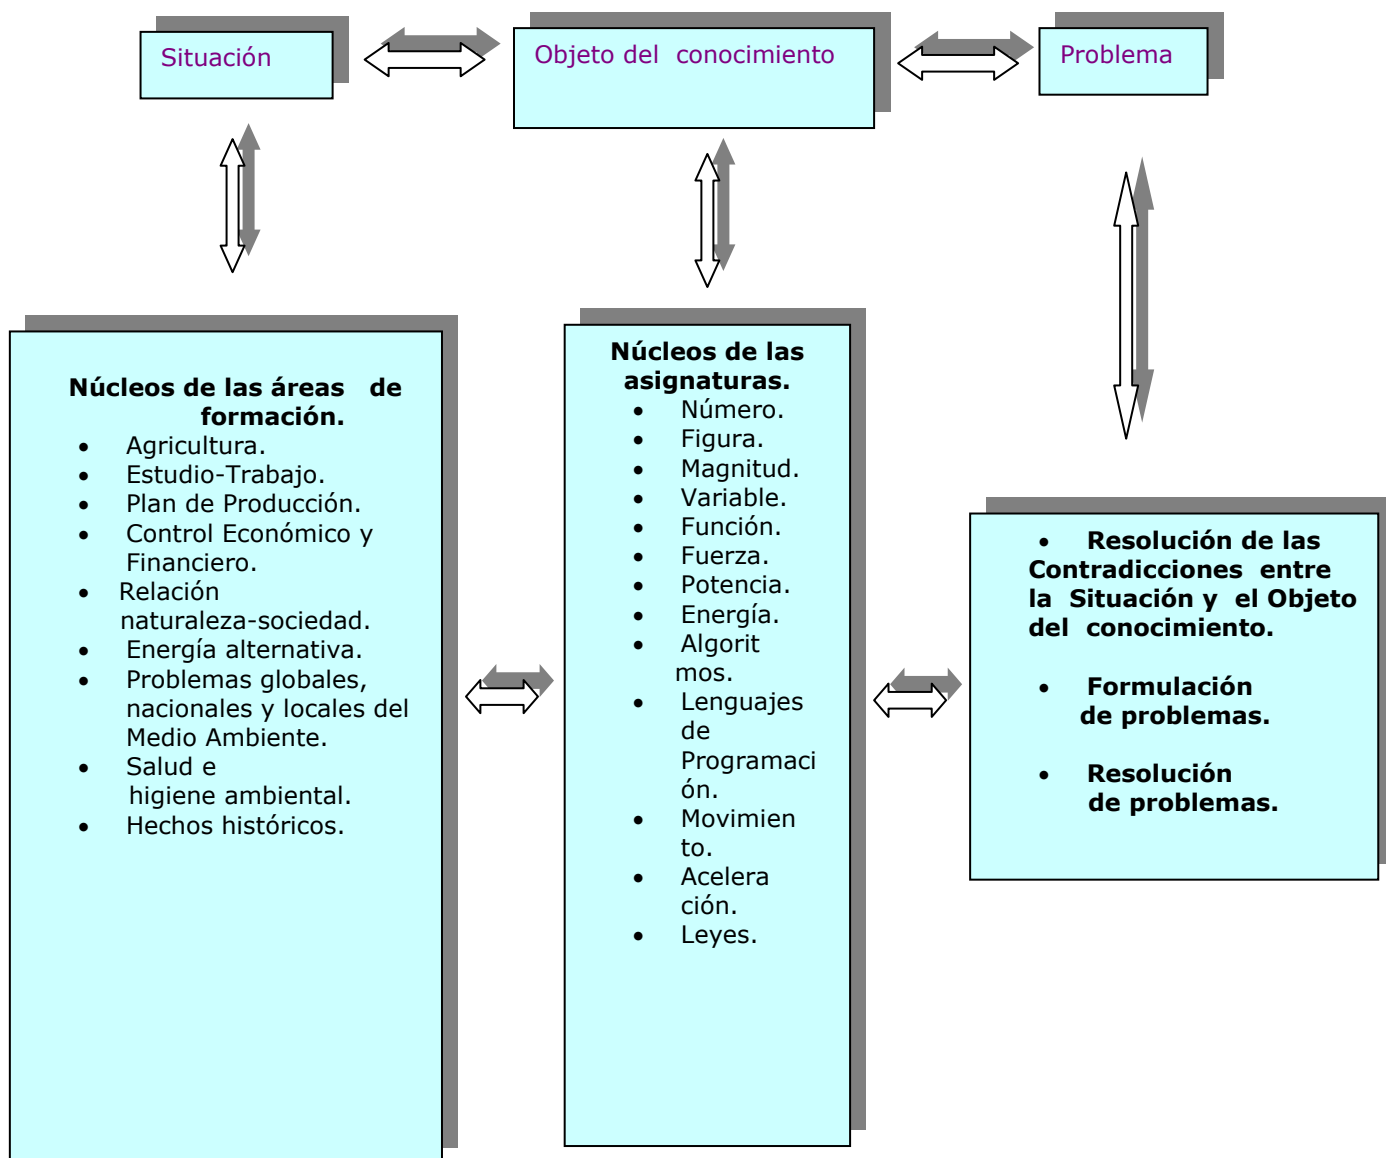 Situación
Objeto del conocimiento
Problema
Núcleos de las áreas de
formación.
• Agricultura.
• Estudio-Trabajo.
• Plan de Producción.
• Control Económico y
Financiero.
• Relación
naturaleza-sociedad.
• Energía alternativa.
• Problemas globales,
nacionales y locales del
Medio Ambiente.
• Salud e
higiene ambiental.
• Hechos históricos.
Núcleos de las
asignaturas.
• Número.
• Figura.
• Magnitud.
• Variable.
• Función.
• Fuerza.
• Potencia.
• Energía.
• Algorit
mos.
• Lenguajes
de
Programaci
ón.
• Movimien
to.
• Acelera
ción.
• Leyes.
• Resolución de las
Contradicciones entre
la Situación y el Objeto
del conocimiento.
• Formulación
de problemas.
• Resolución
de problemas.